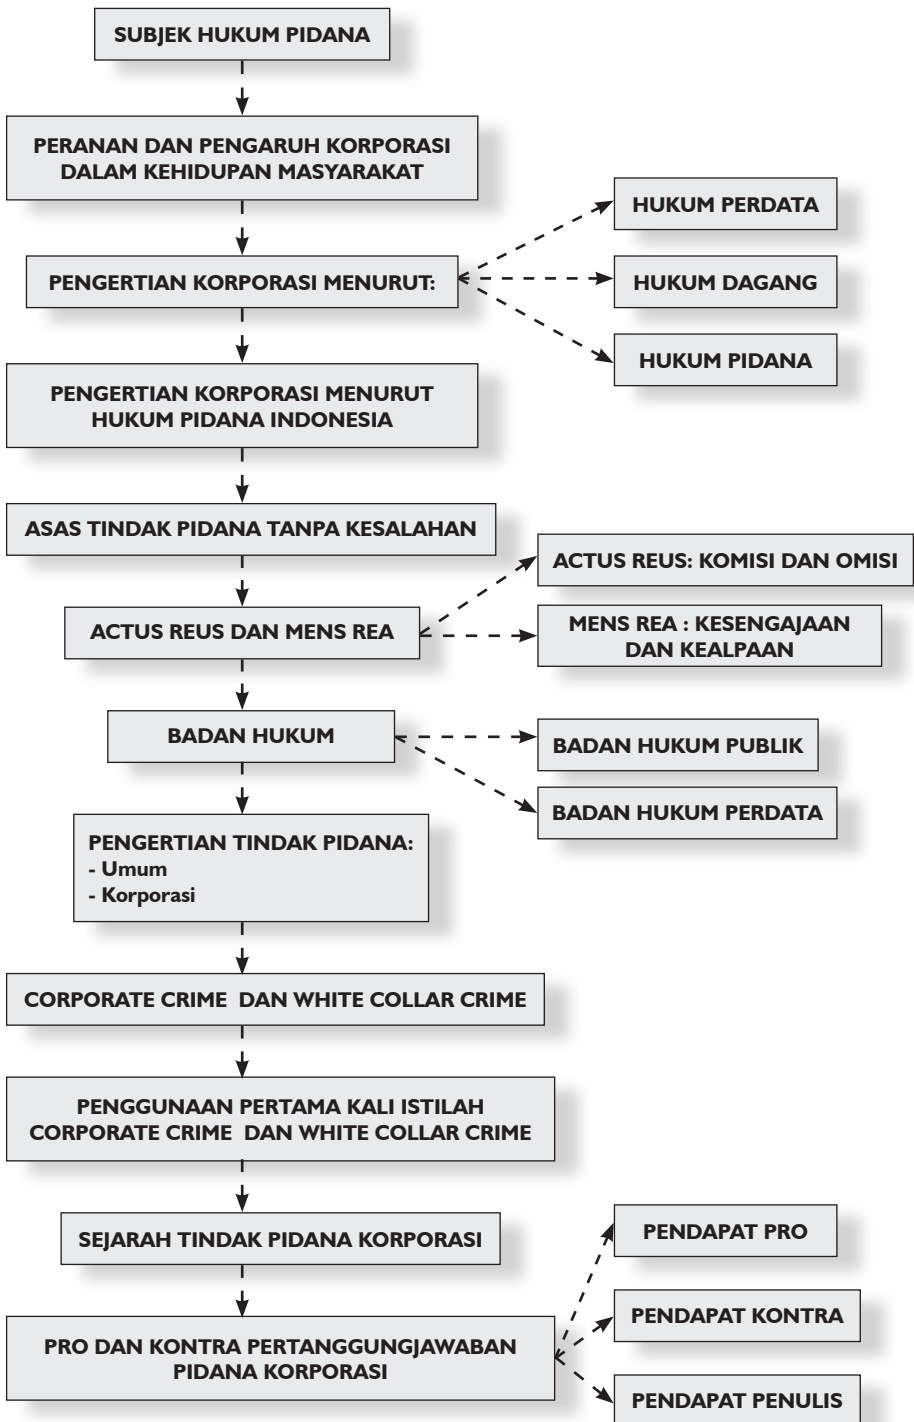 SUBJEK HUKUM PIDANA
PERANAN DAN PENGARUH KORPORASI
DALAM KEHIDUPAN MASYARAKAT
PENGERTIAN KORPORASI MENURUT:
HUKUM PERDATA
HUKUM DAGANG
HUKUM PIDANA
PENGERTIAN KORPORASI MENURUT
HUKUM PIDANA INDONESIA
ASAS TINDAK PIDANA TANPA KESALAHAN
ACTUS REUS DAN MENS REA
ACTUS REUS: KOMISI DAN OMISI
MENS REA : KESENGAJAAN
DAN KEALPAAN
BADAN HUKUM
BADAN HUKUM PUBLIK
BADAN HUKUM PERDATA
PENGERTIAN TINDAK PIDANA:
- Umum
- Korporasi
CORPORATE CRIME DAN WHITE COLLAR CRIME
PENGGUNAAN PERTAMA KALI ISTILAH
CORPORATE CRIME DAN WHITE COLLAR CRIME
SEJARAH TINDAK PIDANA KORPORASI
PRO DAN KONTRA PERTANGGUNGJAWABAN
PIDANA KORPORASI
PENDAPAT PRO
PENDAPAT KONTRA
PENDAPAT PENULIS